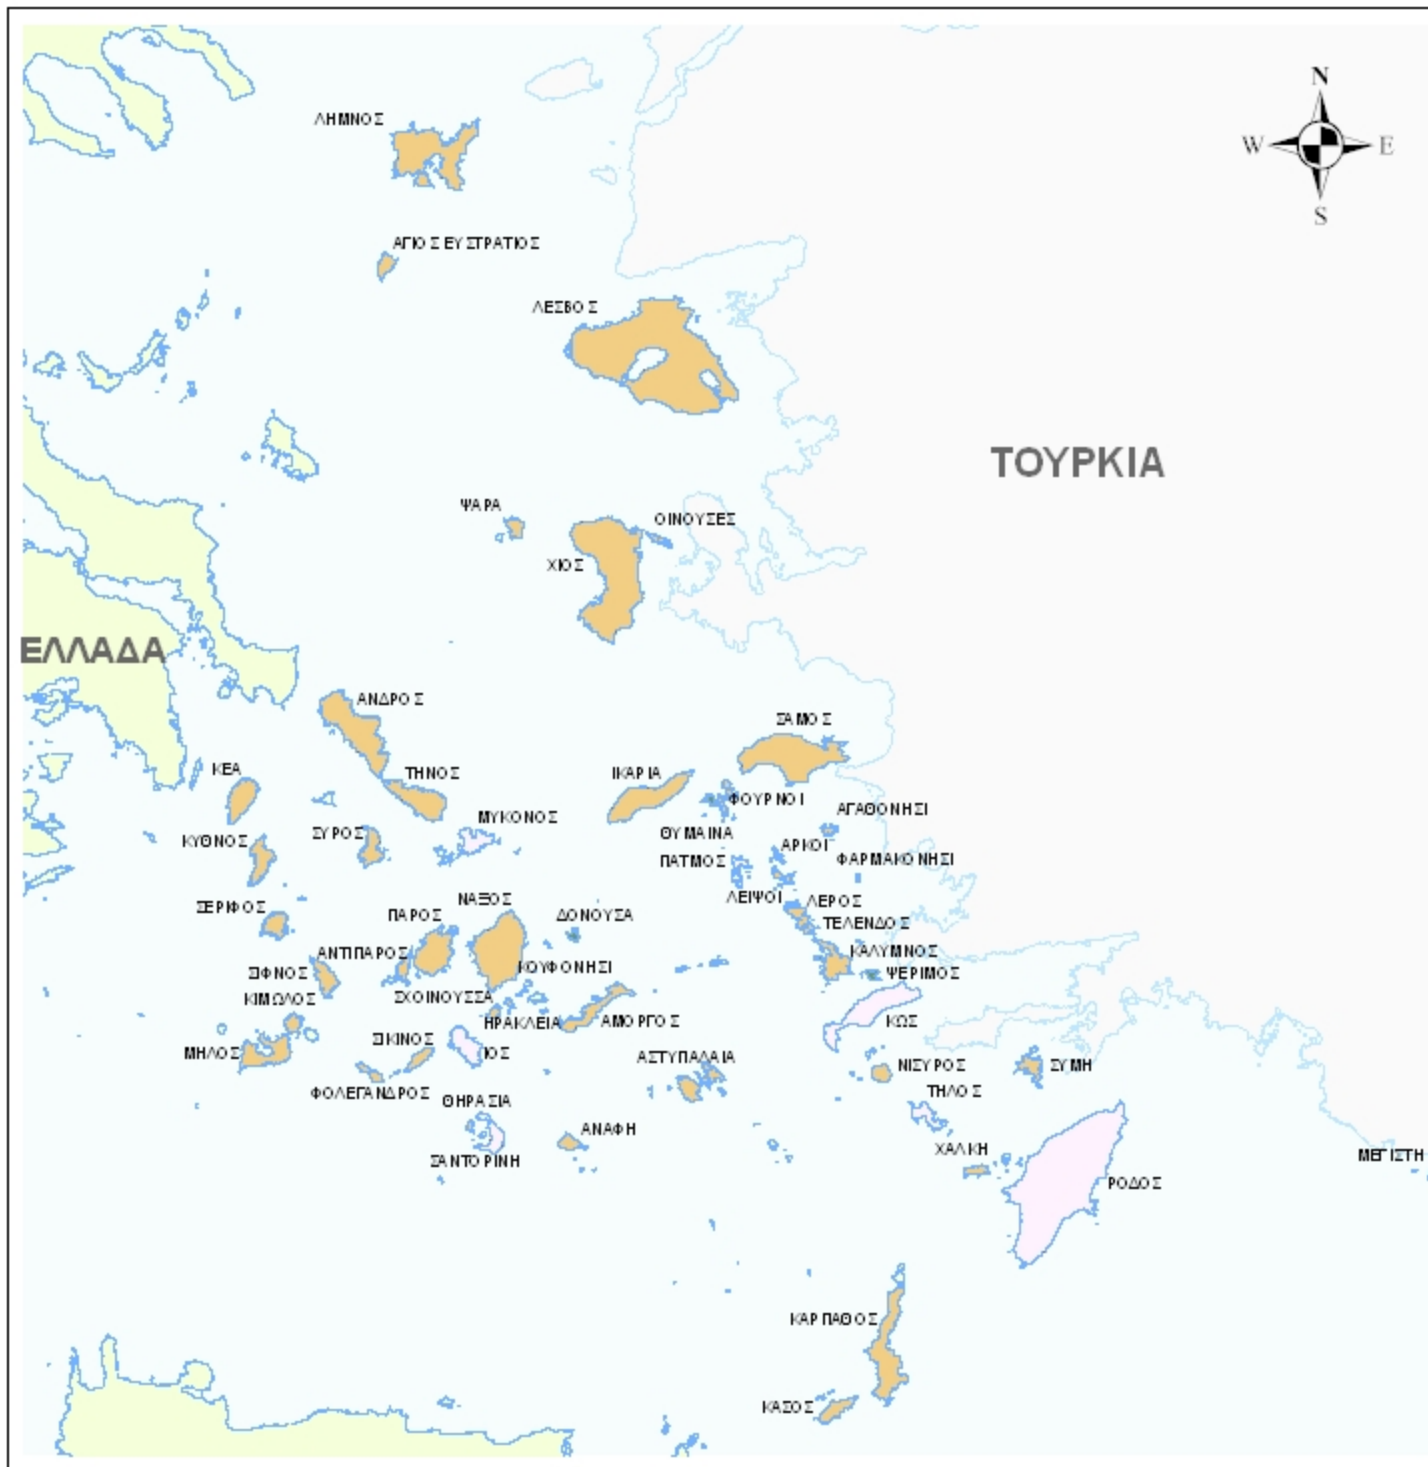 N
ΛΗΜΝΟΣ
W
E
S
ΑΓΙΟΣ ΕΥΣΤΡΑΤΙΟΣ
ΛΕΣΒΟΣ
ΤΟΥΡΚΙΑ
ΨΑΡΑ
ΟΙΝΟΥΣΕΣ
ΧΙΟΣ
ΕΛΛΑΔΑ
ΑΝΔΡΟΣ
ΣΑΜΟΣ
ΚΕΑ
ΤΗΝΟΣ
ΙΚΑΡΙΑ
ΦΟΥΡΝΟΙ
ΑΓΑΘΟΝΗΣΙ
ΜΥΚΟΝΟΣ
ΣΥΡΟΣ
ΘΥΜΑΙΝΑ
ΚΥΘΝΟΣ
ΑΡΚΟΙ
ΠΑΤΜΟΣ
ΦΑΡΜΑΚΟΝΗΣΙ
ΛΕΙΨΟΙ
ΛΕΡΟΣ
ΣΕΡΙΦΟΣ
ΝΑΞΟΣ
ΠΑΡΟΣ
ΔΟΝΟΥΣΑ
ΤΕΛΕΝΔΟΣ
ΑΝΤΙΠΑΡΟΣ
ΚΑΛΥΜΝΟΣ
ΣΙΦΝΟΣ
ΚΟΥΦΟΝΗΣΙ
ΨΕΡΙΜΟΣ
ΚΙΜΩΛΟΣ
ΣΧΟΙΝΟΥΣΣΑ
ΗΡΑΚΛΕΙΑ
ΑΜΟΡΓΟΣ
ΚΩΣ
ΣΙΚΙΝΟΣ
ΜΗΛΟΣ
ΙΟΣ
ΑΣΤΥΠΑΛΑΙΑ
ΝΙΣΥΡΟΣ
ΣΥΜΗ
ΦΟΛΕΓΑΝΔΡΟΣ
ΤΗΛΟΣ
ΘΗΡΑΣΙΑ
ΑΝΑΦΗ
ΧΑΛΚΗ
ΜΕΓΙΣΤΗ
ΣΑΝΤΟΡΙΝΗ
ΡΟΔΟΣ
ΚΑΡΠΑΘΟΣ
ΚΑΣΟΣ